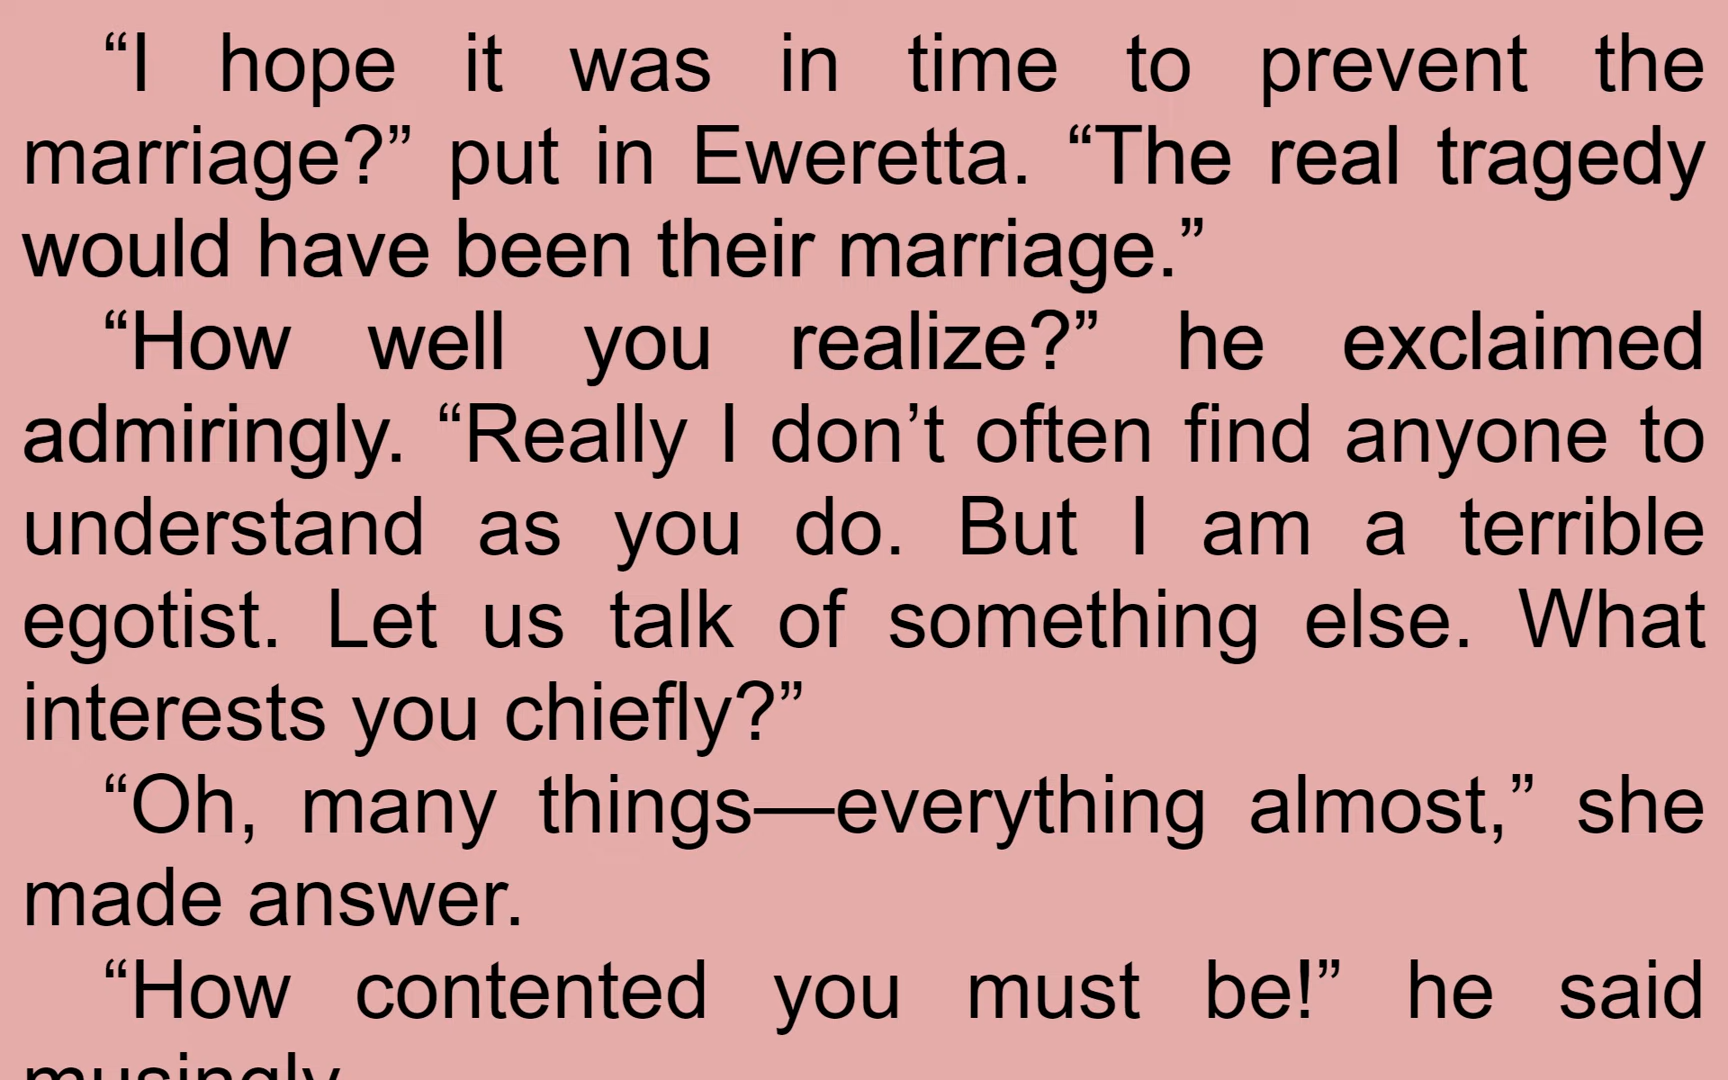 “I hope it was in time to prevent the
marriage?” put in Eweretta. “The real tragedy
would have been their marriage.”
“How well you realize?” he exclaimed
admiringly. “Really I don’t often find anyone to
understand as you do. But I am a terrible
egotist. Let us talk of something else. What
interests you chiefly?”
“Oh, many things—everything almost,” she
made answer.
“How contented you must be!” he said
musingly.